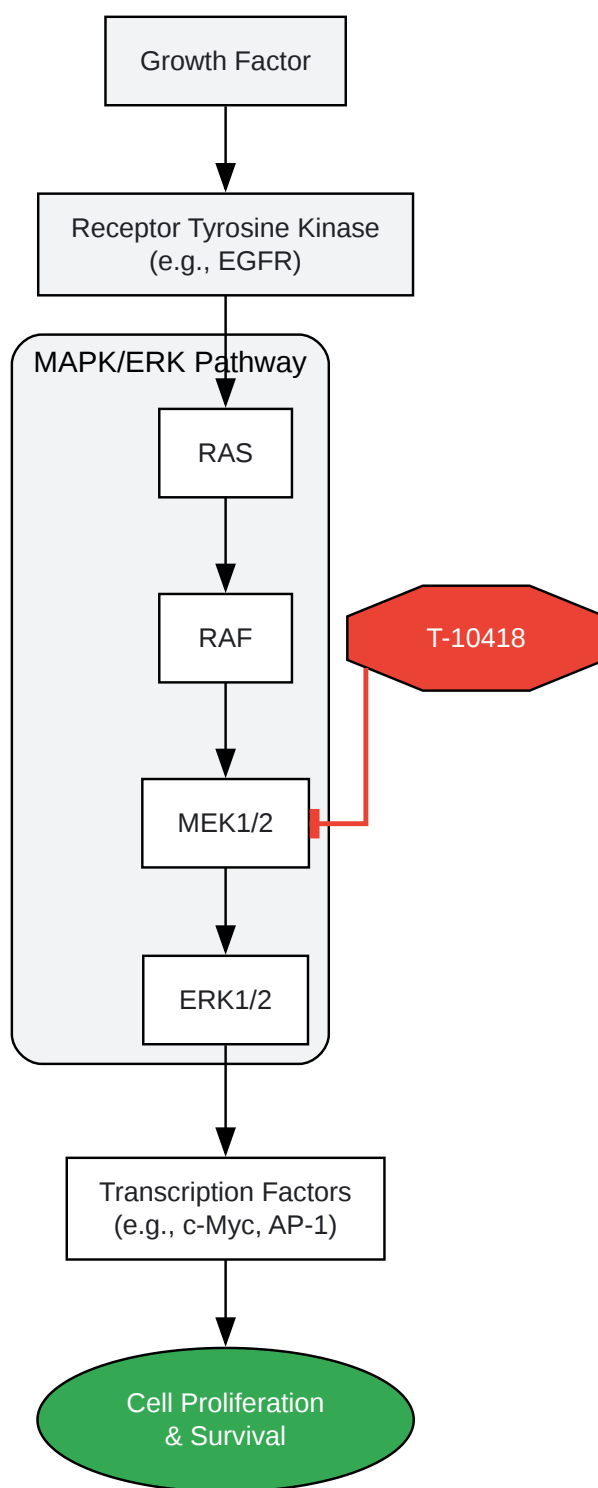 Growth Factor
Receptor Tyrosine Kinase
(e.g., EGFR)
MAPK/ERK Pathway
RAS
RAF
T-10418
MEK1/2
ERK1/2
Transcription Factors
(e.g., c-Myc, AP-1)
Cell Proliferation
& Survival